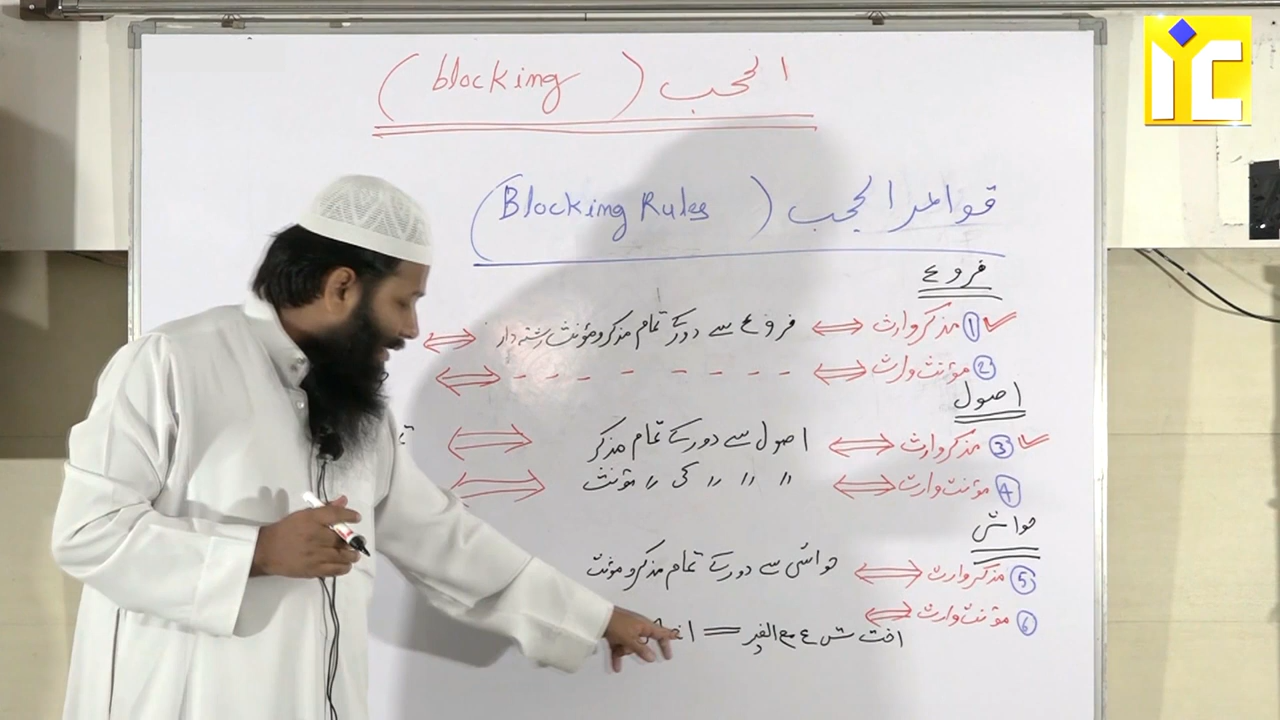 الحجب (blocking)
قواعد الحجب (Blocking Rules)
فروع
① مذکر وارث ⟺ فروع سے دور کے تمام مذکر و مؤنث رشتہ دار ⟺
② مؤنث وارث ⟺ - - - - - - - - ⟺
اصول
③ مذکر وارث ⟺ اصول سے دور کے تمام مذکر ⟺
④ مؤنث وارث ⟺ 〃 〃 〃 کی 〃 مؤنث ⟺
حواشی
⑤ مذکر وارث ⟺ حواشی سے دور کے تمام مذکر و مؤنث
⑥ مؤنث وارث ⟺
اخت ش ع مع الغیر =
YC